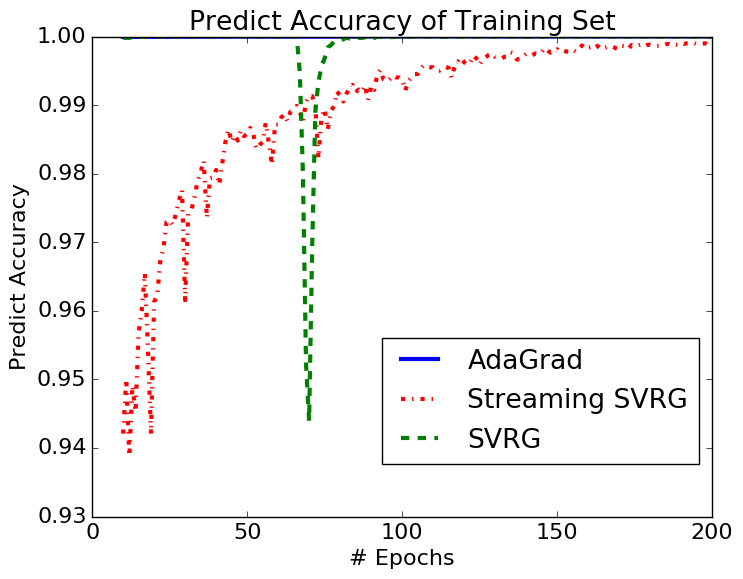 Predict Accuracy of Training Set
Predict Accuracy
1.00
0.99
0.98
0.97
0.96
0.95
0.94
0.93
AdaGrad
Streaming SVRG
SVRG
0
50
100
150
200
# Epochs